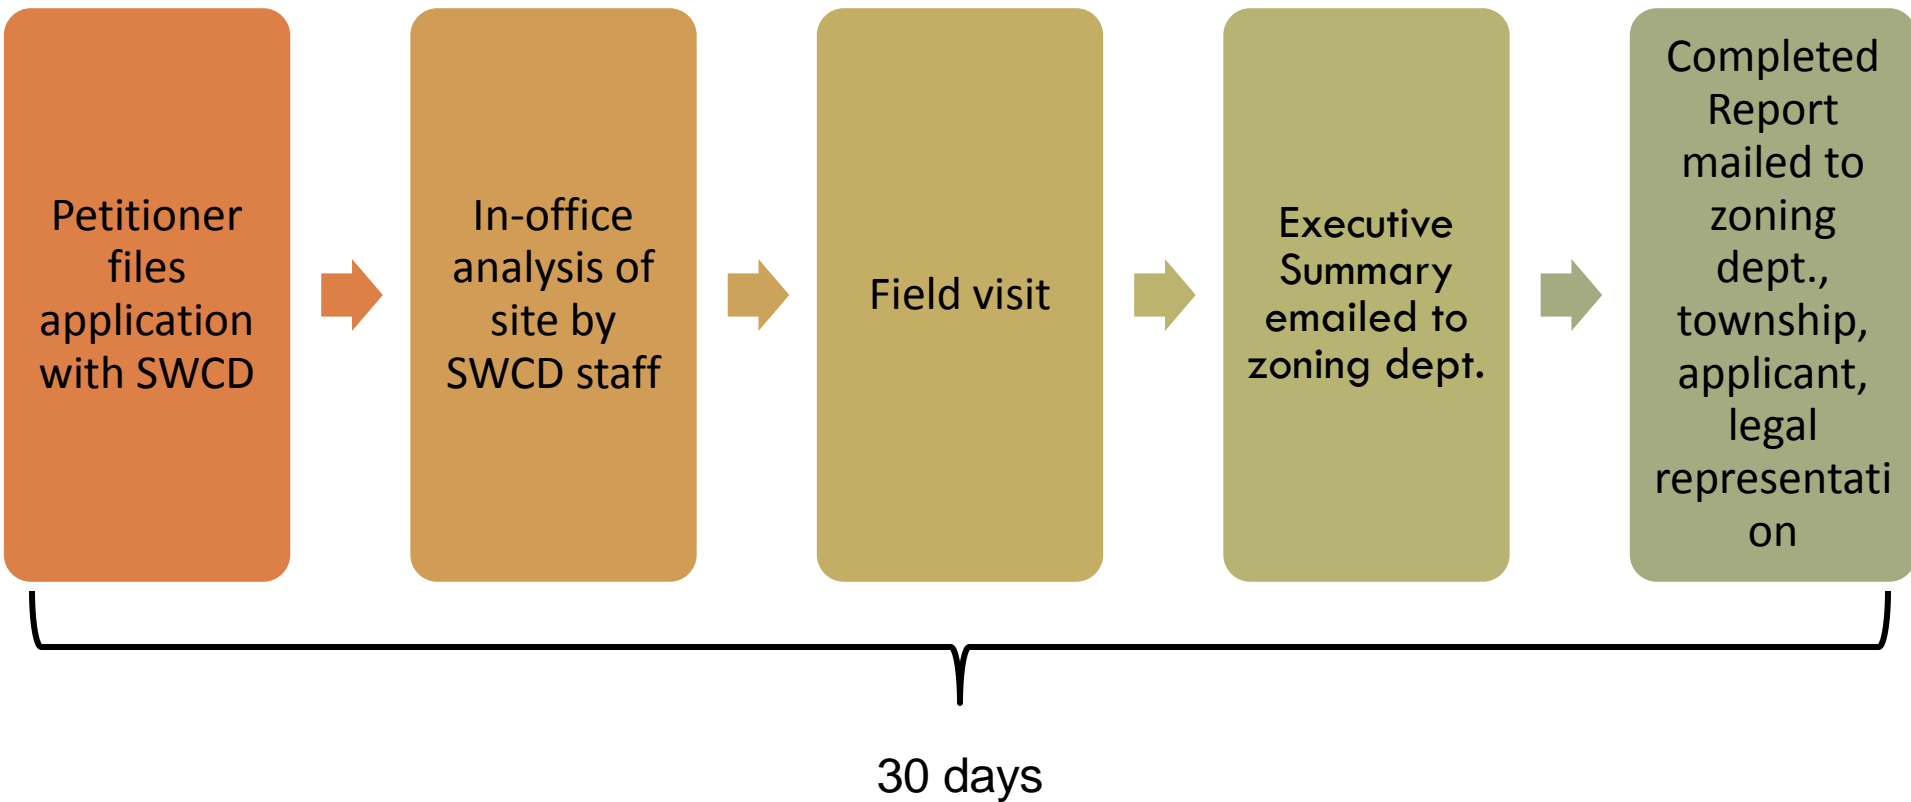 Petitioner
files
application
with SWCD
In-office
analysis of
site by
SWCD staff
Field visit
Executive
Summary
emailed to
zoning dept.
Completed
Report
mailed to
zoning
dept.,
township,
applicant,
legal
representati
on
30 days